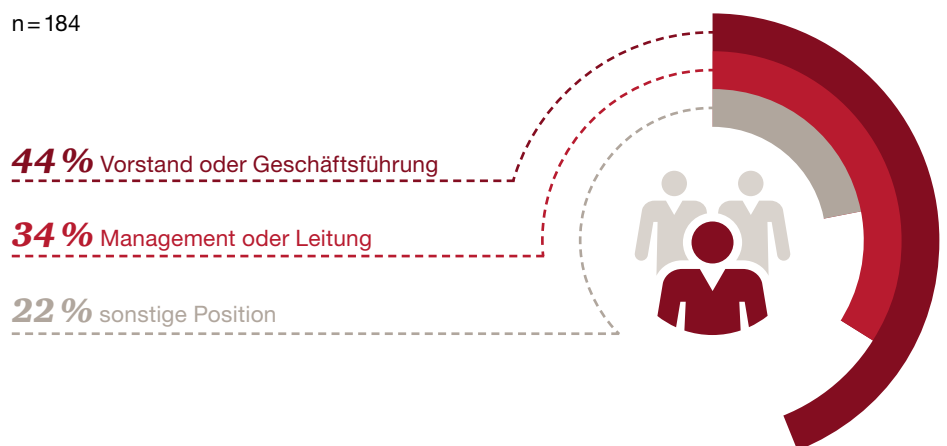 n = 184
44 % Vorstand oder Geschäftsführung
34 % Management oder Leitung
22 % sonstige Position